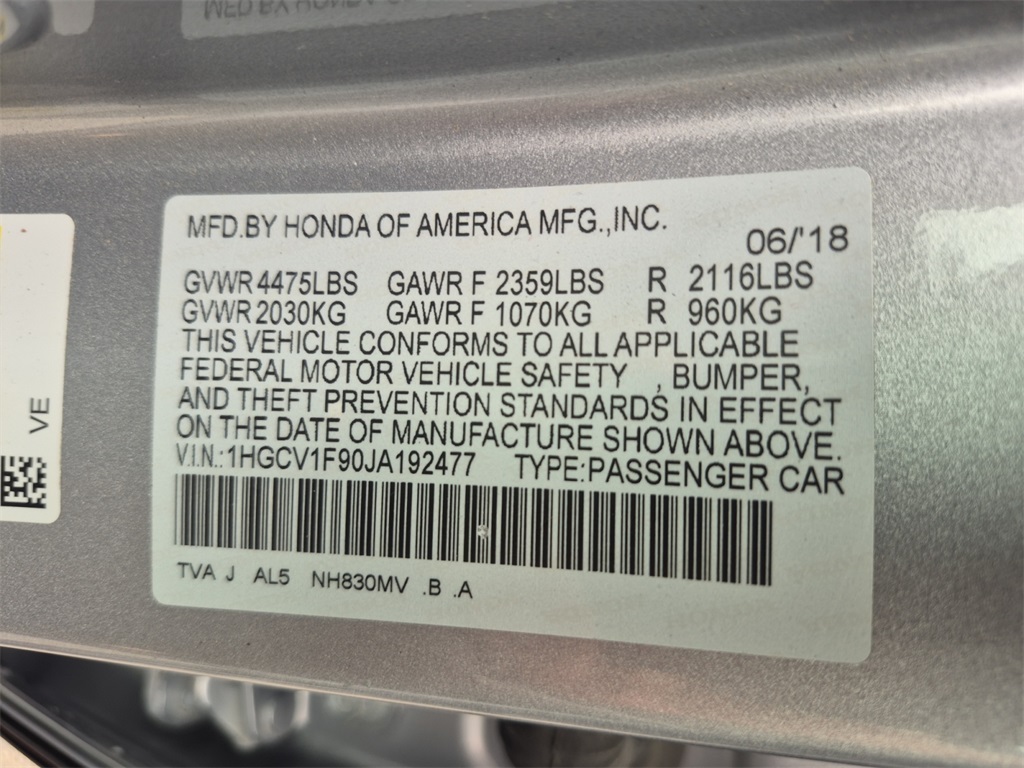 MFD.BY HONDA OF AMERICA MFG.,INC.
06/'18
GVWR 4475LBS GAWR F 2359LBS R 2116LBS
GVWR 2030KG GAWR F 1070KG R 960KG
THIS VEHICLE CONFORMS TO ALL APPLICABLE
FEDERAL MOTOR VEHICLE SAFETY , BUMPER,
AND THEFT PREVENTION STANDARDS IN EFFECT
ON THE DATE OF MANUFACTURE SHOWN ABOVE.
V.I.N.:1HGCV1F90JA192477 TYPE:PASSENGER CAR
TVA J AL5 NH830MV .B .A
VE